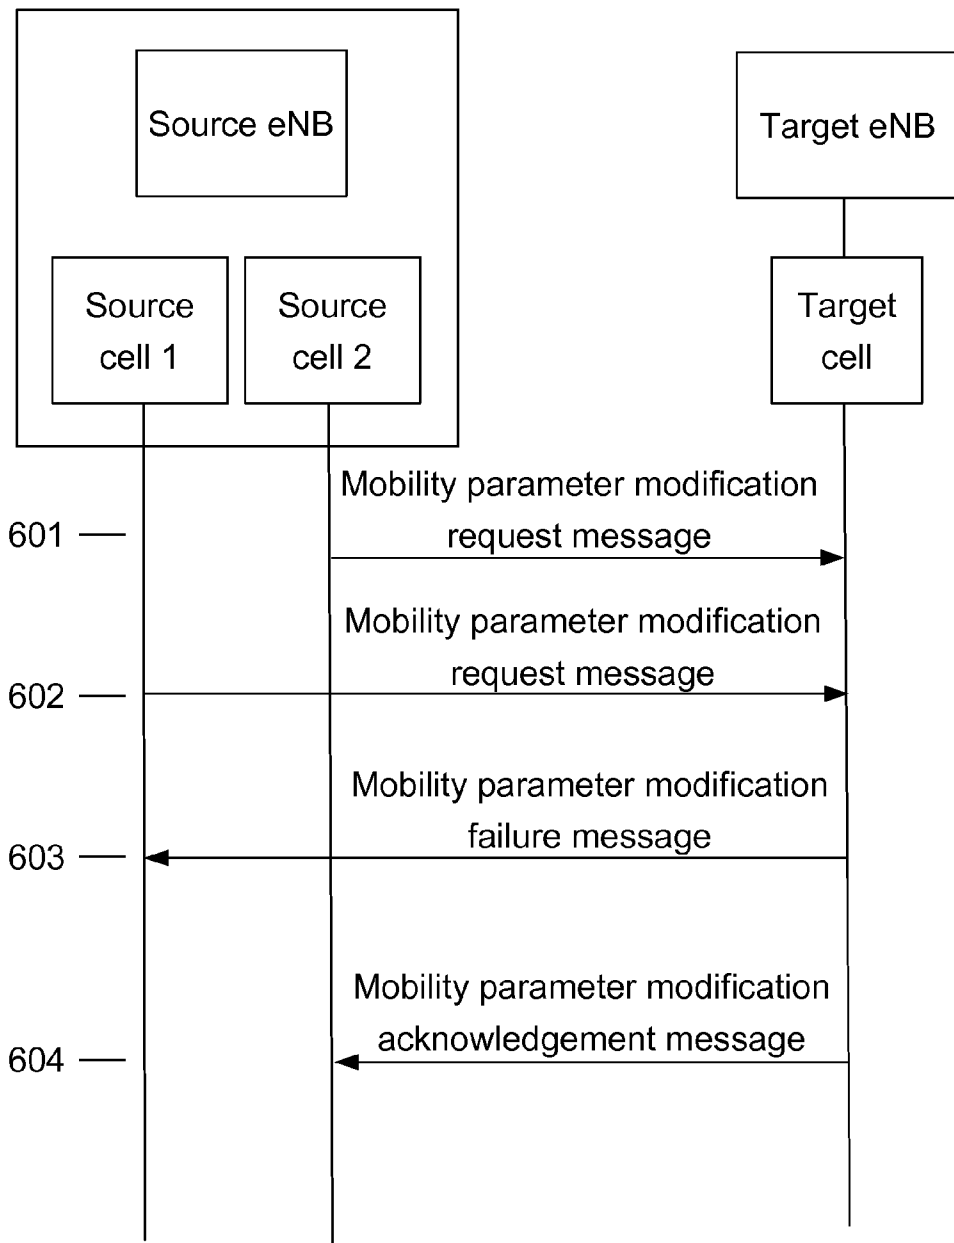 Source eNB
Target eNB
Source
cell 1
Source
cell 2
Target
cell
Mobility parameter modification
request message
601
Mobility parameter modification
request message
602
Mobility parameter modification
failure message
603
Mobility parameter modification
acknowledgement message
604